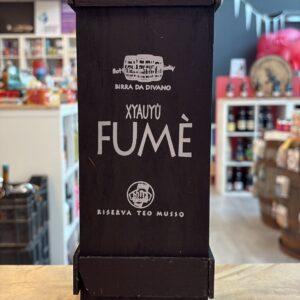 BIRRA DA DIVANO
XYAUYÙ
FUMÈ
RISERVA TEO MUSSO